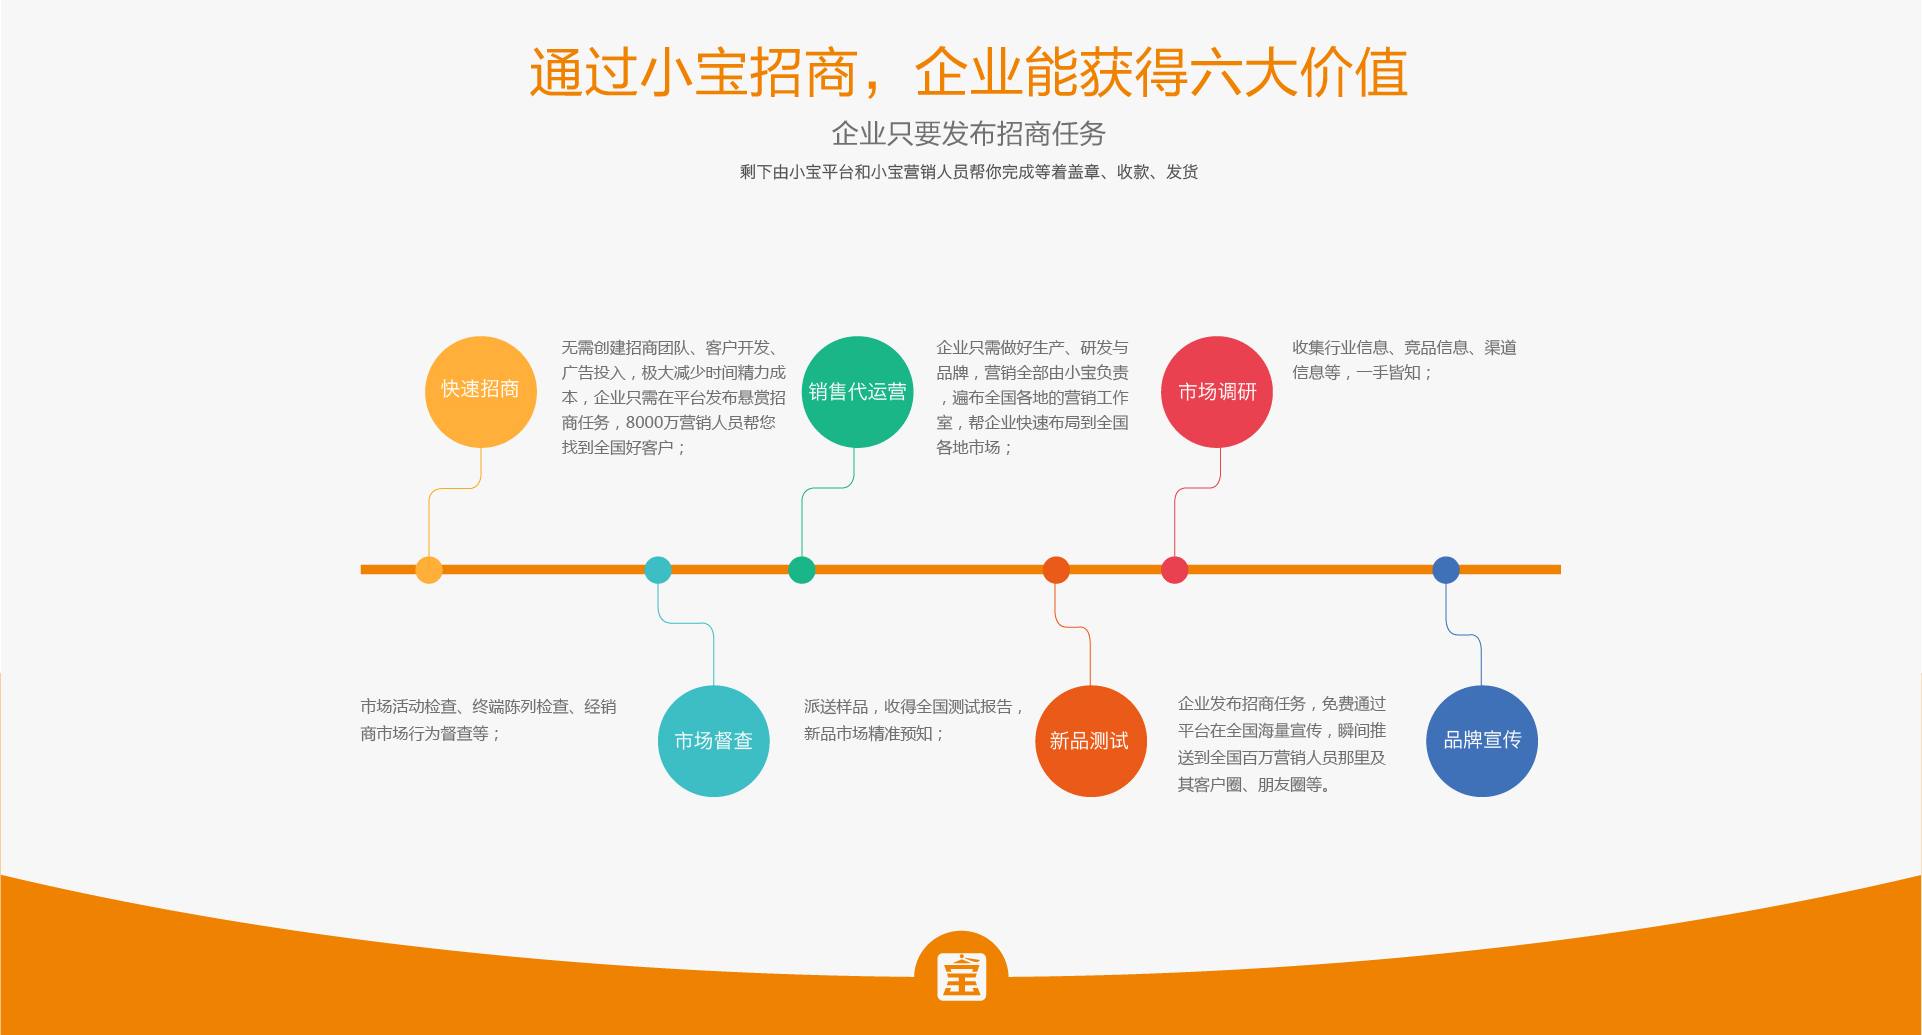 通过小宝招商，企业能获得六大价值
企业只要发布招商任务
剩下由小宝平台和小宝营销人员帮你完成等着盖章、收款、发货
快速招商
无需创建招商团队、客户开发、
广告投入，极大减少时间精力成
本，企业只需在平台发布悬赏招
商任务，8000万营销人员帮您
找到全国好客户；
销售代运营
企业只需做好生产、研发与
品牌，营销全部由小宝负责
，遍布全国各地的营销工作
室，帮企业快速布局到全国
各地市场；
市场调研
收集行业信息、竞品信息、渠道
信息等，一手皆知；
市场活动检查、终端陈列检查、经销
商市场行为督查等；
市场督查
派送样品，收得全国测试报告，
新品市场精准预知；
新品测试
企业发布招商任务，免费通过
平台在全国海量宣传，瞬间推
送到全国百万营销人员那里及
其客户圈、朋友圈等。
品牌宣传
宝